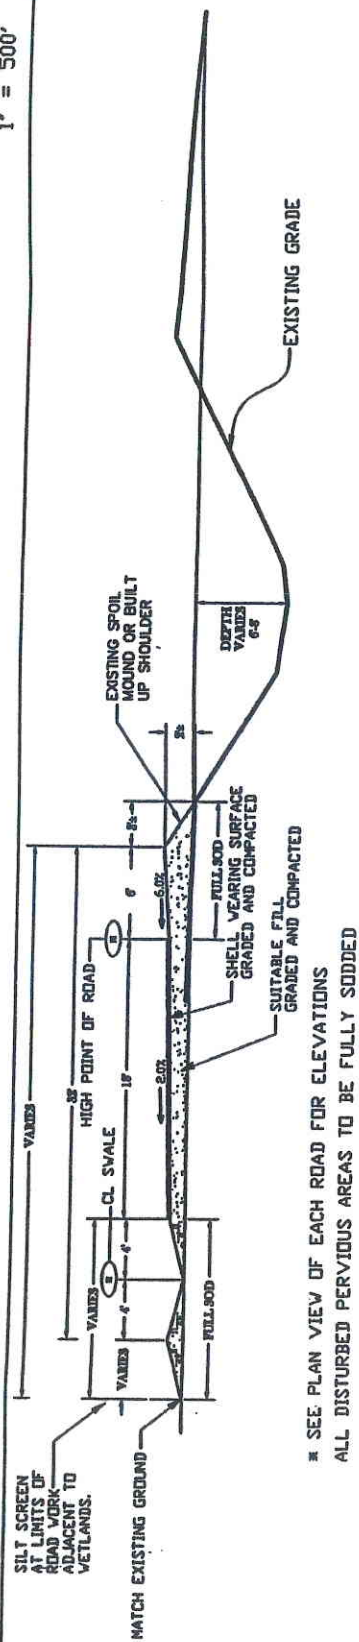 1" = 500'
SILT SCREEN
AT LIMITS OF
ROAD WORK
ADJACENT TO
WETLANDS.
MATCH EXISTING GROUND
VARIES
32'
HIGH POINT OF ROAD
VARIES
CL SWALE
VARIES
4'
4'
18'
6'
2.0%
6.0%
EXISTING SPOIL
MOUND OR BUILT
UP SHOULDER
FULL SOD
FULL SOD
SHELL WEARING SURFACE
GRADED AND COMPACTED
SUITABLE FILL
GRADED AND COMPACTED
DEPTH
VARIES
6-8'
EXISTING GRADE
* SEE PLAN VIEW OF EACH ROAD FOR ELEVATIONS
ALL DISTURBED PERVIOUS AREAS TO BE FULLY SODDED